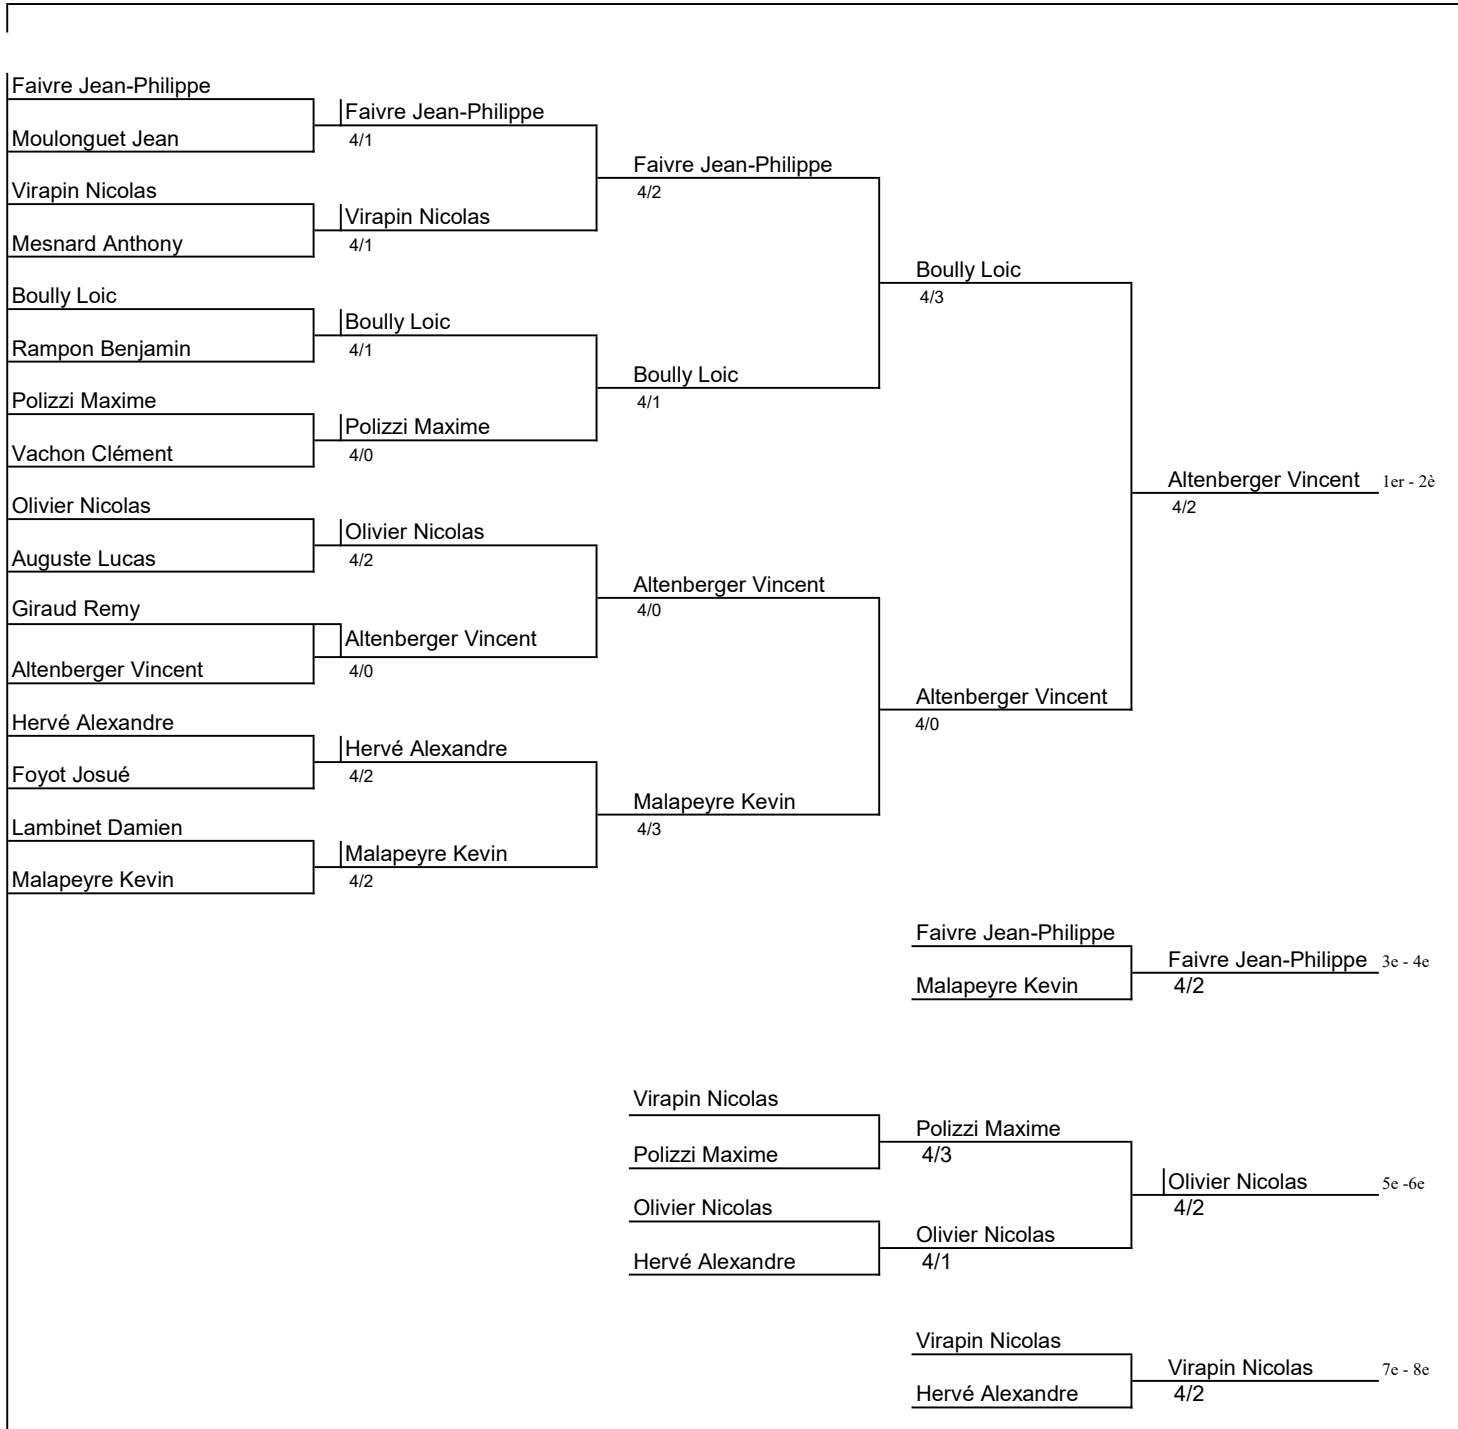 Faivre Jean-Philippe
Faivre Jean-Philippe
Moulonguet Jean
4/1
Faivre Jean-Philippe
Virapin Nicolas
4/2
Virapin Nicolas
Mesnard Anthony
4/1
Boully Loic
Boully Loic
4/3
Boully Loic
Rampon Benjamin
4/1
Boully Loic
Polizzi Maxime
4/1
Polizzi Maxime
Vachon Clément
4/0
Altenberger Vincent 1er - 2è
Olivier Nicolas
4/2
Olivier Nicolas
Auguste Lucas
4/2
Altenberger Vincent
Giraud Remy
4/0
Altenberger Vincent
Altenberger Vincent
4/0
Altenberger Vincent
Hervé Alexandre
4/0
Hervé Alexandre
Foyot Josué
4/2
Malapeyre Kevin
Lambinet Damien
4/3
Malapeyre Kevin
Malapeyre Kevin
4/2
Faivre Jean-Philippe
Faivre Jean-Philippe 3e - 4e
Malapeyre Kevin
4/2
Virapin Nicolas
Polizzi Maxime
Polizzi Maxime
4/3
Olivier Nicolas 5e -6e
Olivier Nicolas
4/2
Olivier Nicolas
Hervé Alexandre
4/1
Virapin Nicolas
Virapin Nicolas 7e - 8e
Hervé Alexandre
4/2